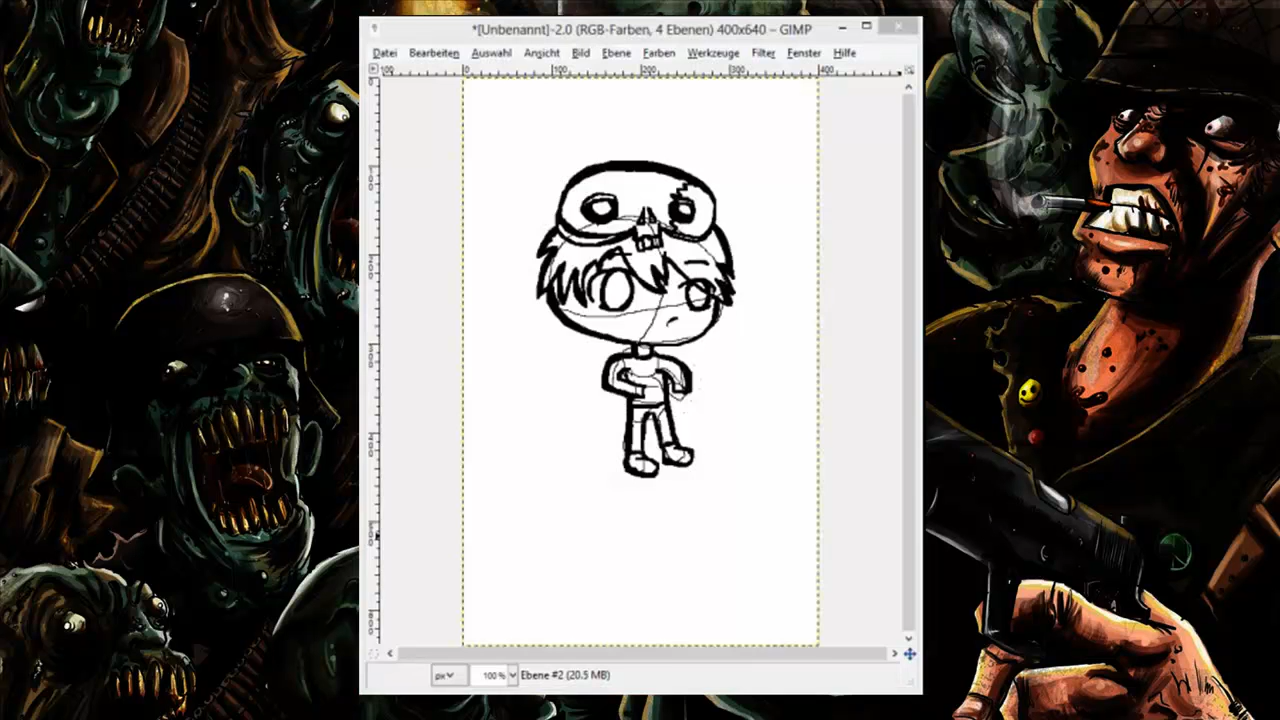 *[Unbenannt]-2.0 (RGB-Farben, 4 Ebenen) 400x640 – GIMP
Datei Bearbeiten Auswahl Ansicht Bild Ebene Farben Werkzeuge Filter Fenster Hilfe
100 0 100 200 300 400
px 100 % Ebene #2 (20.5 MB)